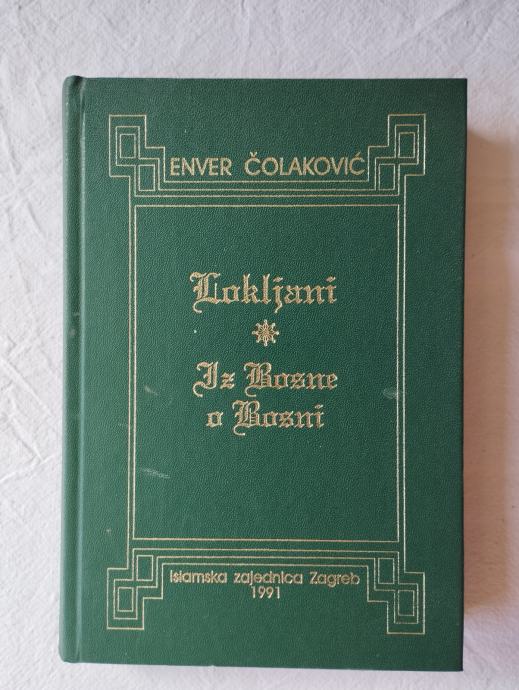 ENVER ČOLAKOVIĆ
Lokljani
Iz Bosne
o Bosni
Islamska zajednica Zagreb
1991